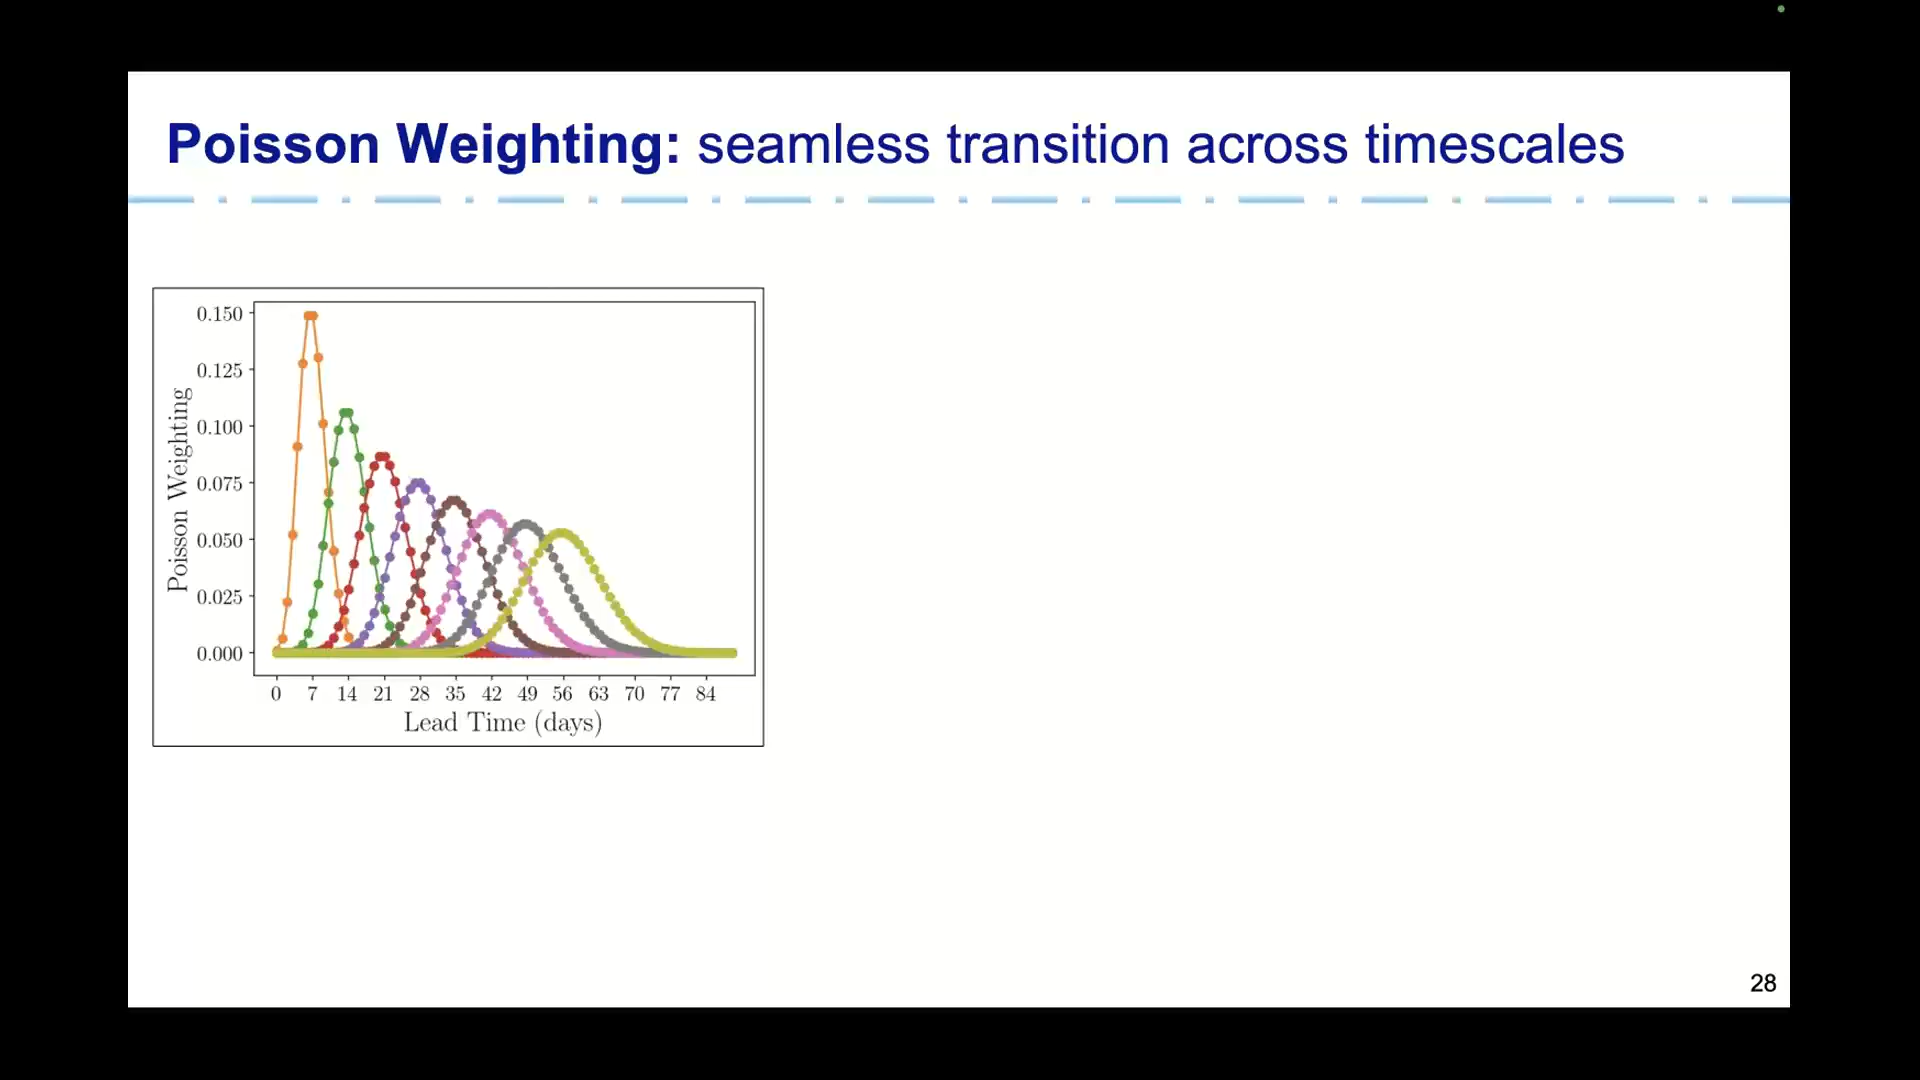 Poisson Weighting: seamless transition across timescales
0.150
0.125
0.100
0.075
0.050
0.025
0.000
Poisson Weighting
0 7 14 21 28 35 42 49 56 63 70 77 84
Lead Time (days)
28